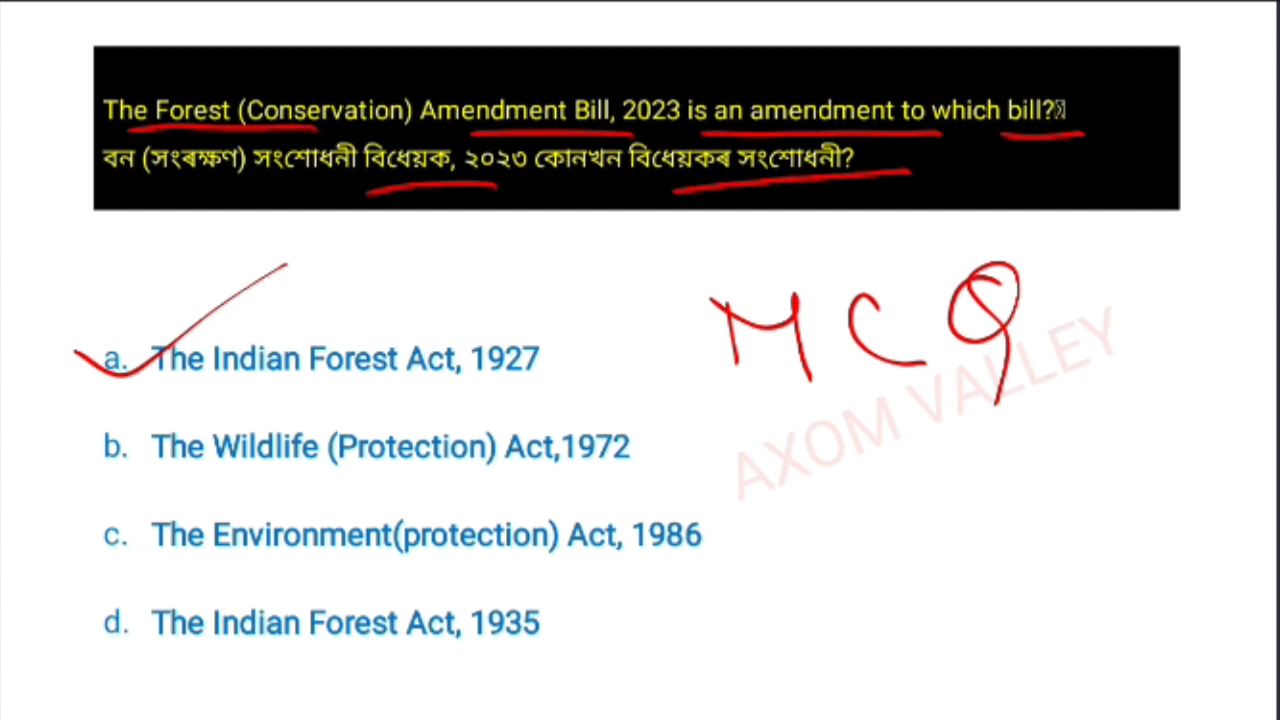 The Forest (Conservation) Amendment Bill, 2023 is an amendment to which bill?
বন (সংৰক্ষণ) সংশোধনী বিধেয়ক, ২০২৩ কোনখন বিধেয়কৰ সংশোধনী?
MCQ
a. The Indian Forest Act, 1927
AXOM VALLEY
b. The Wildlife (Protection) Act,1972
c. The Environment(protection) Act, 1986
d. The Indian Forest Act, 1935